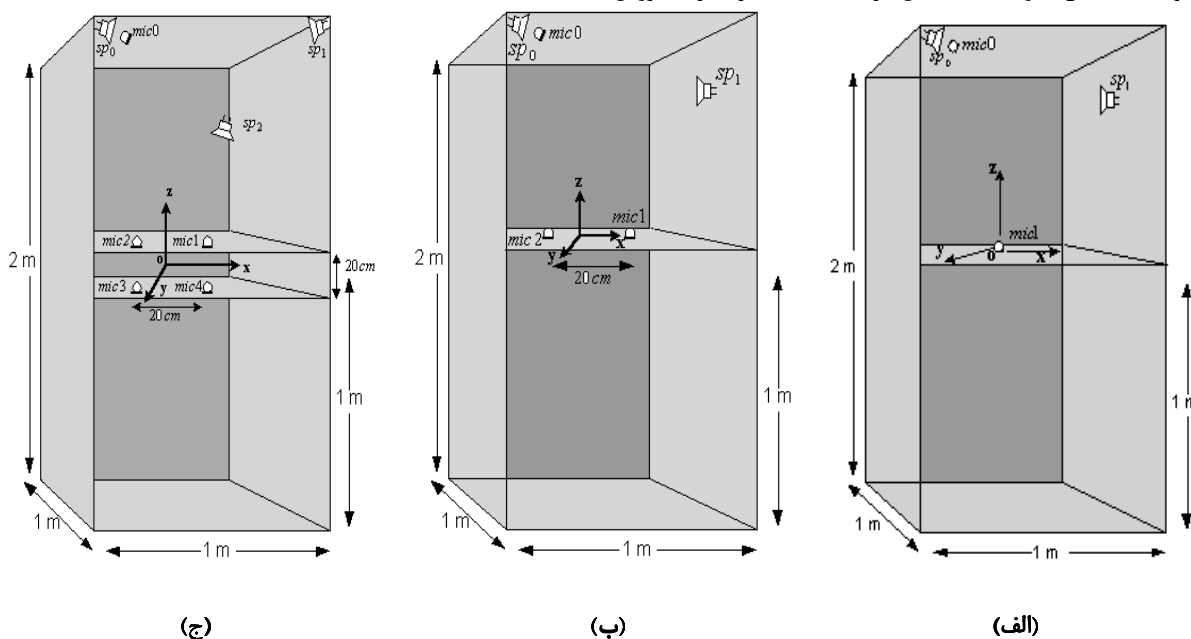 sp₀ mic0
sp₁
sp₂
z
mic2 mic1
o x
20cm
mic3 y mic4
20cm
2 m
1 m
1 m
1 m
(ج)
sp₀ mic0
sp₁
z
mic1
mic 2 x
y
20cm
2 m
1 m
1 m
1 m
(ب)
sp₀ mic0
sp₁
z
mic1
y o x
2 m
1 m
1 m
1 m
(الف)